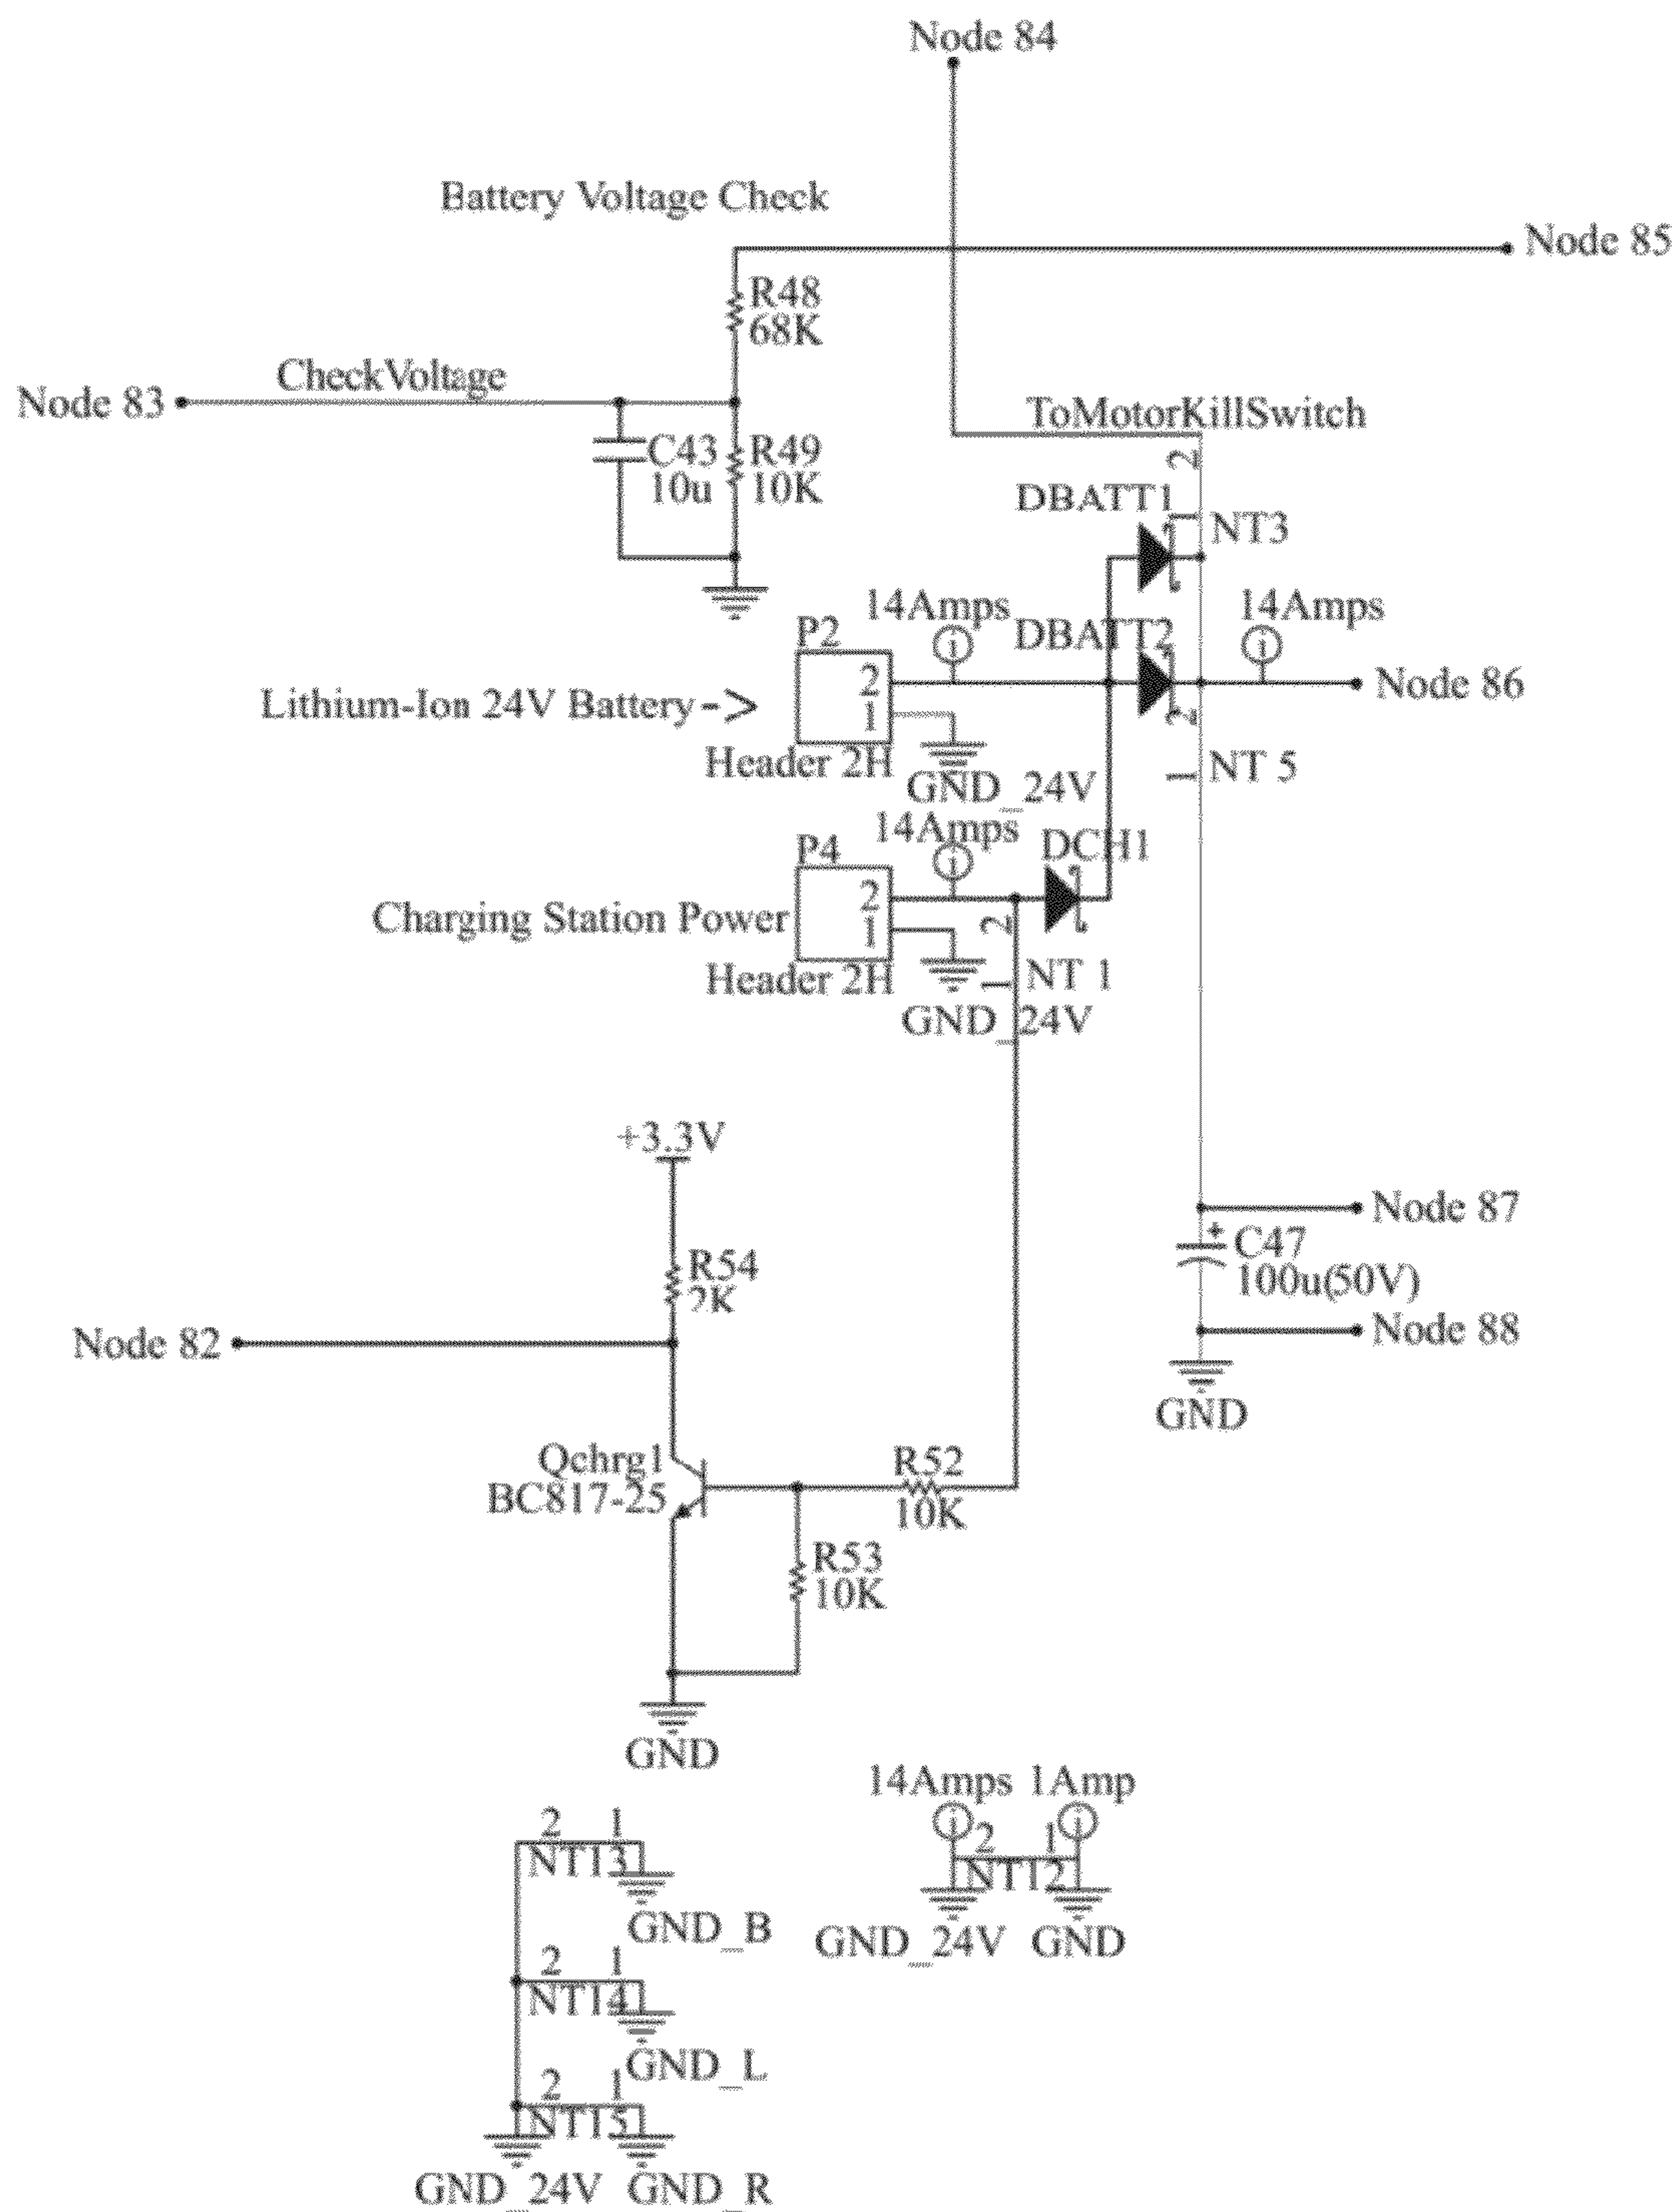 Node 84
Battery Voltage Check
Node 85
R48
68K
CheckVoltage
Node 83
ToMotorKillSwitch
C43
10u
R49
10K
2
DBATT1
1
NT3
14Amps
14Amps
P2
DBATT2
2
Node 86
Lithium-Ion 24V Battery->
1
2
Header 2H
GND_24V
1
NT 5
14Amps
P4
DCH1
2
Charging Station Power
1
2
Header 2H
1
NT 1
GND_24V
+3.3V
Node 87
+
C47
100u(50V)
R54
2K
Node 82
Node 88
GND
Qchrg1
BC817-25
R52
10K
R53
10K
GND
14Amps 1Amp
2 1
NT13
2 1
NT12
GND_B
GND_24V GND
2 1
NT14
GND_L
2 1
NT15
GND_24V GND_R